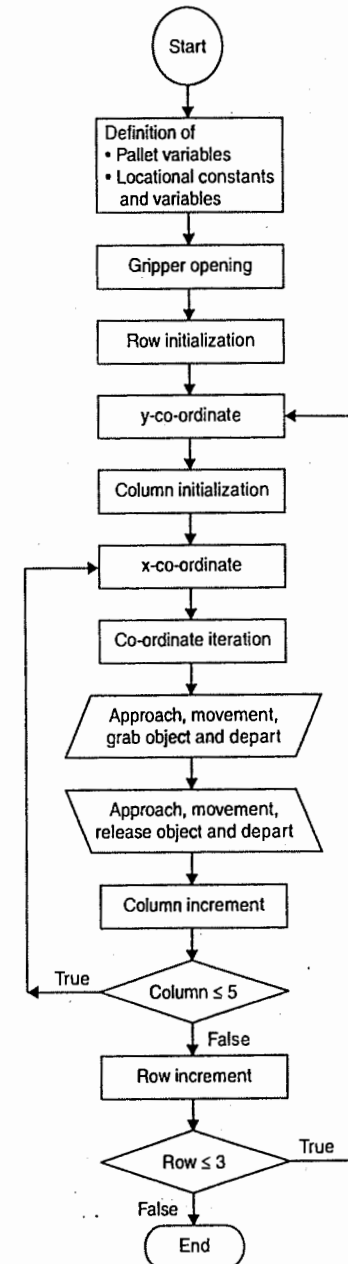 Start
Definition of
• Pallet variables
• Locational constants
and variables
Gripper opening
Row initialization
y-co-ordinate
Column initialization
x-co-ordinate
Co-ordinate iteration
Approach, movement,
grab object and depart
Approach, movement,
release object and depart
Column increment
True
Column ≤ 5
False
Row increment
Row ≤ 3
True
False
End